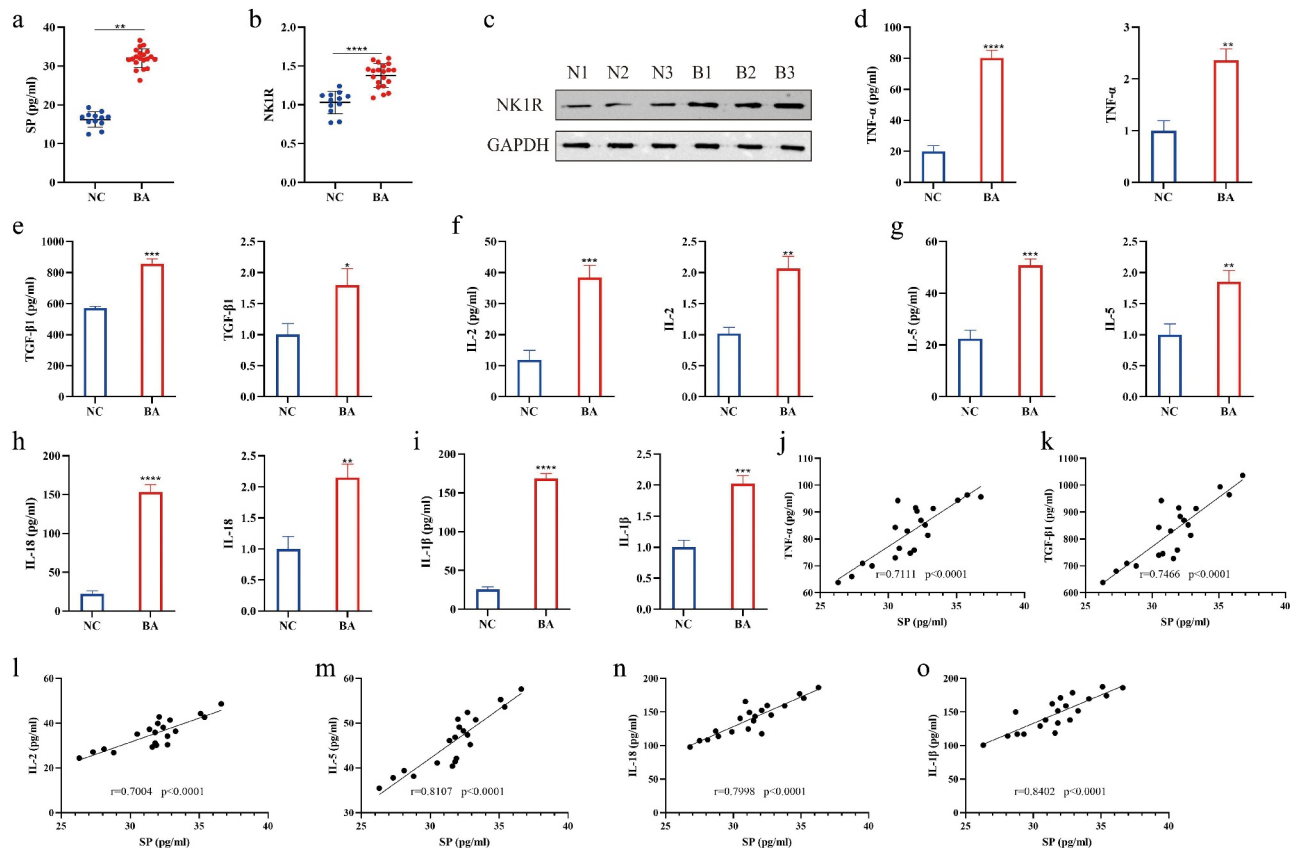 a
SP (pg/ml)
40
30
20
10
0
**
NC
BA
b
NK1R
2.0
1.5
1.0
0.5
0.0
****
NC
BA
c
N1 N2 N3 B1 B2 B3
NK1R
GAPDH
d
TNF-α (pg/ml)
100
80
60
40
20
0
****
NC
BA
TNF-α
3
2
1
0
**
NC
BA
e
TGF-β1 (pg/ml)
1000
800
600
400
200
0
***
NC
BA
TGF-β1
2.5
2.0
1.5
1.0
0.5
0.0
*
NC
BA
f
IL-2 (pg/ml)
50
40
30
20
10
0
***
NC
BA
IL-2
2.5
2.0
1.5
1.0
0.5
0.0
**
NC
BA
g
IL-5 (pg/ml)
60
40
20
0
***
NC
BA
IL-5
2.5
2.0
1.5
1.0
0.5
0.0
**
NC
BA
h
IL-18 (pg/ml)
200
150
100
50
0
****
NC
BA
IL-18
2.5
2.0
1.5
1.0
0.5
0.0
**
NC
BA
i
IL-1β (pg/ml)
200
150
100
50
0
****
NC
BA
IL-1β
2.5
2.0
1.5
1.0
0.5
0.0
***
NC
BA
j
TNF-α (pg/ml)
110
100
90
80
70
60
r=0.7111 p<0.0001
25 30 35 40
SP (pg/ml)
k
TGF-β1 (pg/ml)
1100
1000
900
800
700
600
r=0.7466 p<0.0001
25 30 35 40
SP (pg/ml)
l
IL-2 (pg/ml)
60
40
20
0
r=0.7004 p<0.0001
25 30 35 40
SP (pg/ml)
m
IL-5 (pg/ml)
60
50
40
30
r=0.8107 p<0.0001
25 30 35 40
SP (pg/ml)
n
IL-18 (pg/ml)
200
150
100
50
0
r=0.7998 p<0.0001
25 30 35 40
SP (pg/ml)
o
IL-1β (pg/ml)
200
150
100
50
0
r=0.8402 p<0.0001
25 30 35 40
SP (pg/ml)